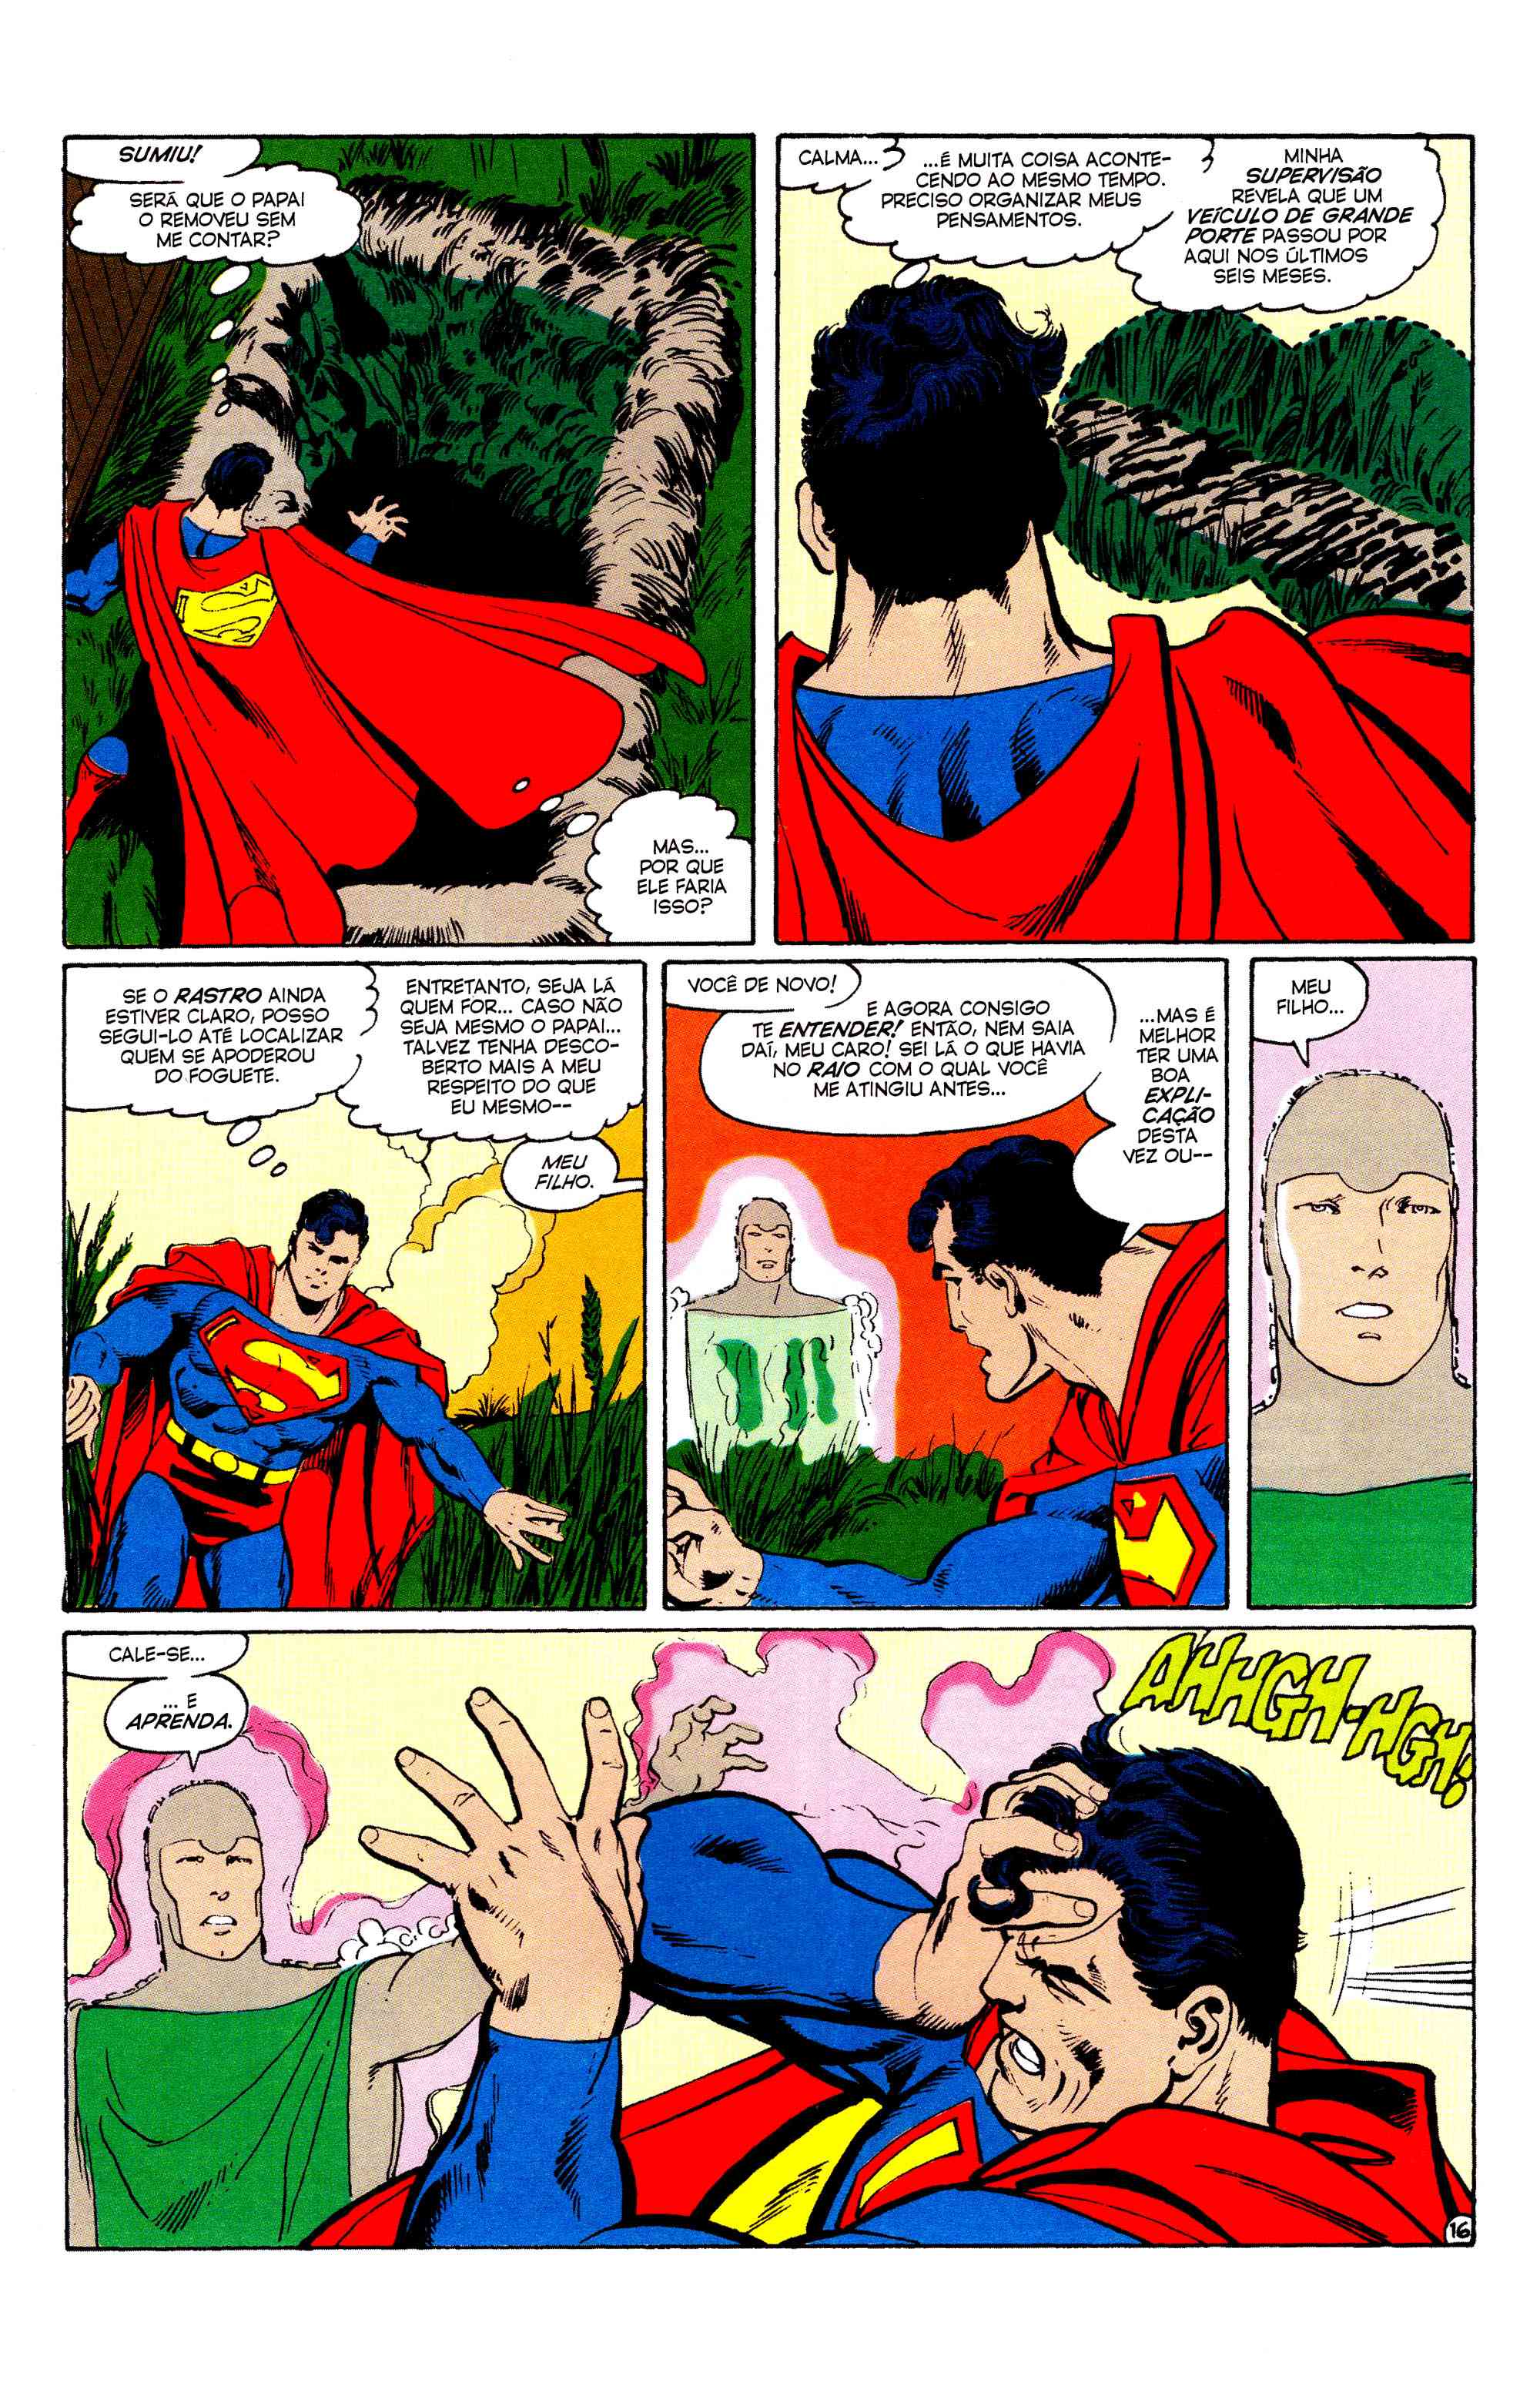 SUMIU!
SERÁ QUE O PAPAI
O REMOVEU SEM
ME CONTAR?
MAS...
POR QUE
ELE FARIA
ISSO?
CALMA...
...É MUITA COISA ACONTE-
CENDO AO MESMO TEMPO.
PRECISO ORGANIZAR MEUS
PENSAMENTOS.
MINHA
SUPERVISÃO
REVELA QUE UM
VEÍCULO DE GRANDE
PORTE PASSOU POR
AQUI NOS ÚLTIMOS
SEIS MESES.
SE O RASTRO AINDA
ESTIVER CLARO, POSSO
SEGUI-LO ATÉ LOCALIZAR
QUEM SE APODEROU
DO FOGUETE.
ENTRETANTO, SEJA LÁ
QUEM FOR... CASO NÃO
SEJA MESMO O PAPAI...
TALVEZ TENHA DESCO-
BERTO MAIS A MEU
RESPEITO DO QUE
EU MESMO--
MEU
FILHO.
VOCÊ DE NOVO!
E AGORA CONSIGO
TE ENTENDER! ENTÃO, NEM SAIA
DAÍ, MEU CARO! SEI LÁ O QUE HAVIA
NO RAIO COM O QUAL VOCÊ
ME ATINGIU ANTES...
...MAS É
MELHOR
TER UMA
BOA
EXPLI-
CAÇÃO
DESTA
VEZ OU--
MEU
FILHO...
CALE-SE...
... E
APRENDA.
AHHGH-HGH!
16